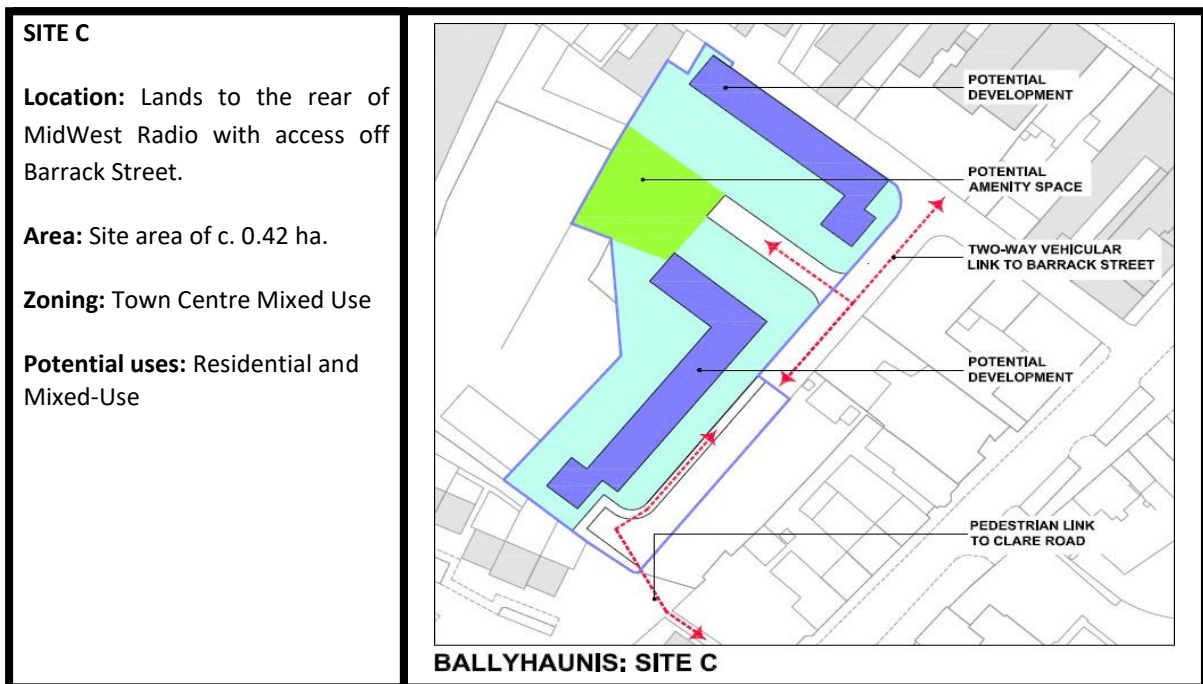 SITE C
Location: Lands to the rear of
MidWest Radio with access off
Barrack Street.
Area: Site area of c. 0.42 ha.
Zoning: Town Centre Mixed Use
Potential uses: Residential and
Mixed-Use
POTENTIAL
DEVELOPMENT
POTENTIAL
AMENITY SPACE
TWO-WAY VEHICULAR
LINK TO BARRACK STREET
POTENTIAL
DEVELOPMENT
PEDESTRIAN LINK
TO CLARE ROAD
BALLYHAUNIS: SITE C